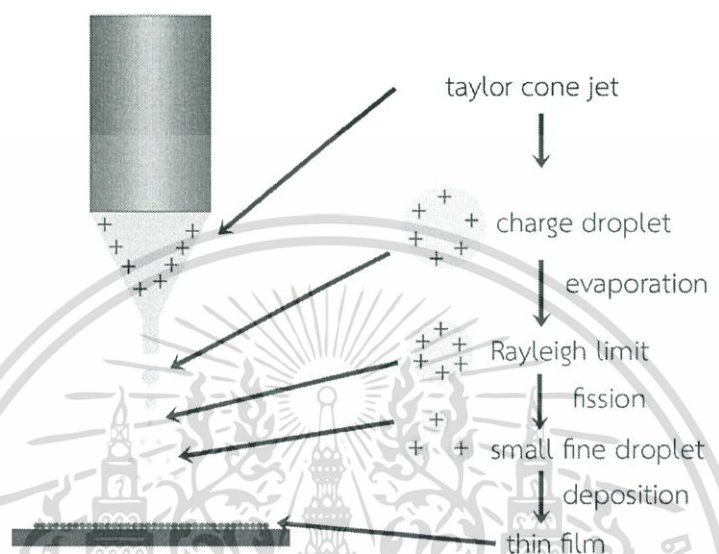 taylor cone jet
charge droplet
evaporation
Rayleigh limit
fission
small fine droplet
deposition
thin film